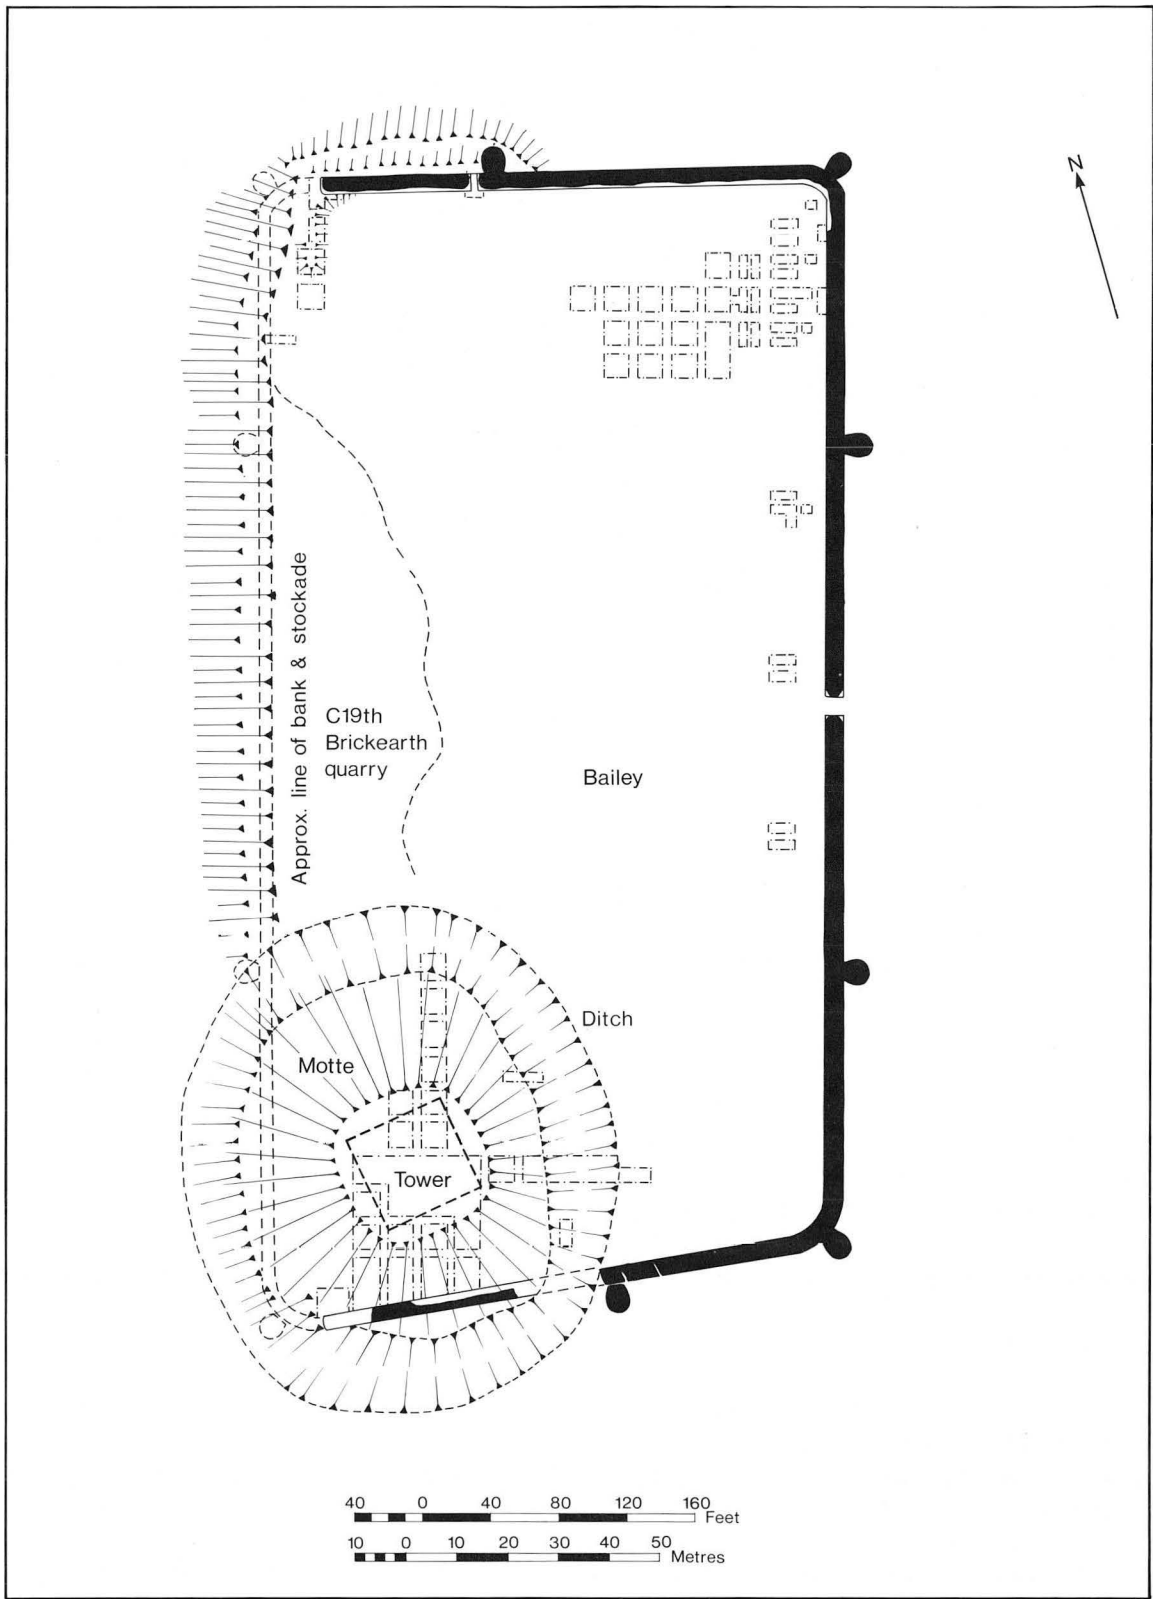 N
Approx. line of bank & stockade
C19th
Brickearth
quarry
Bailey
Ditch
Motte
Tower
40 0 40 80 120 160
Feet
10 0 10 20 30 40 50
Metres